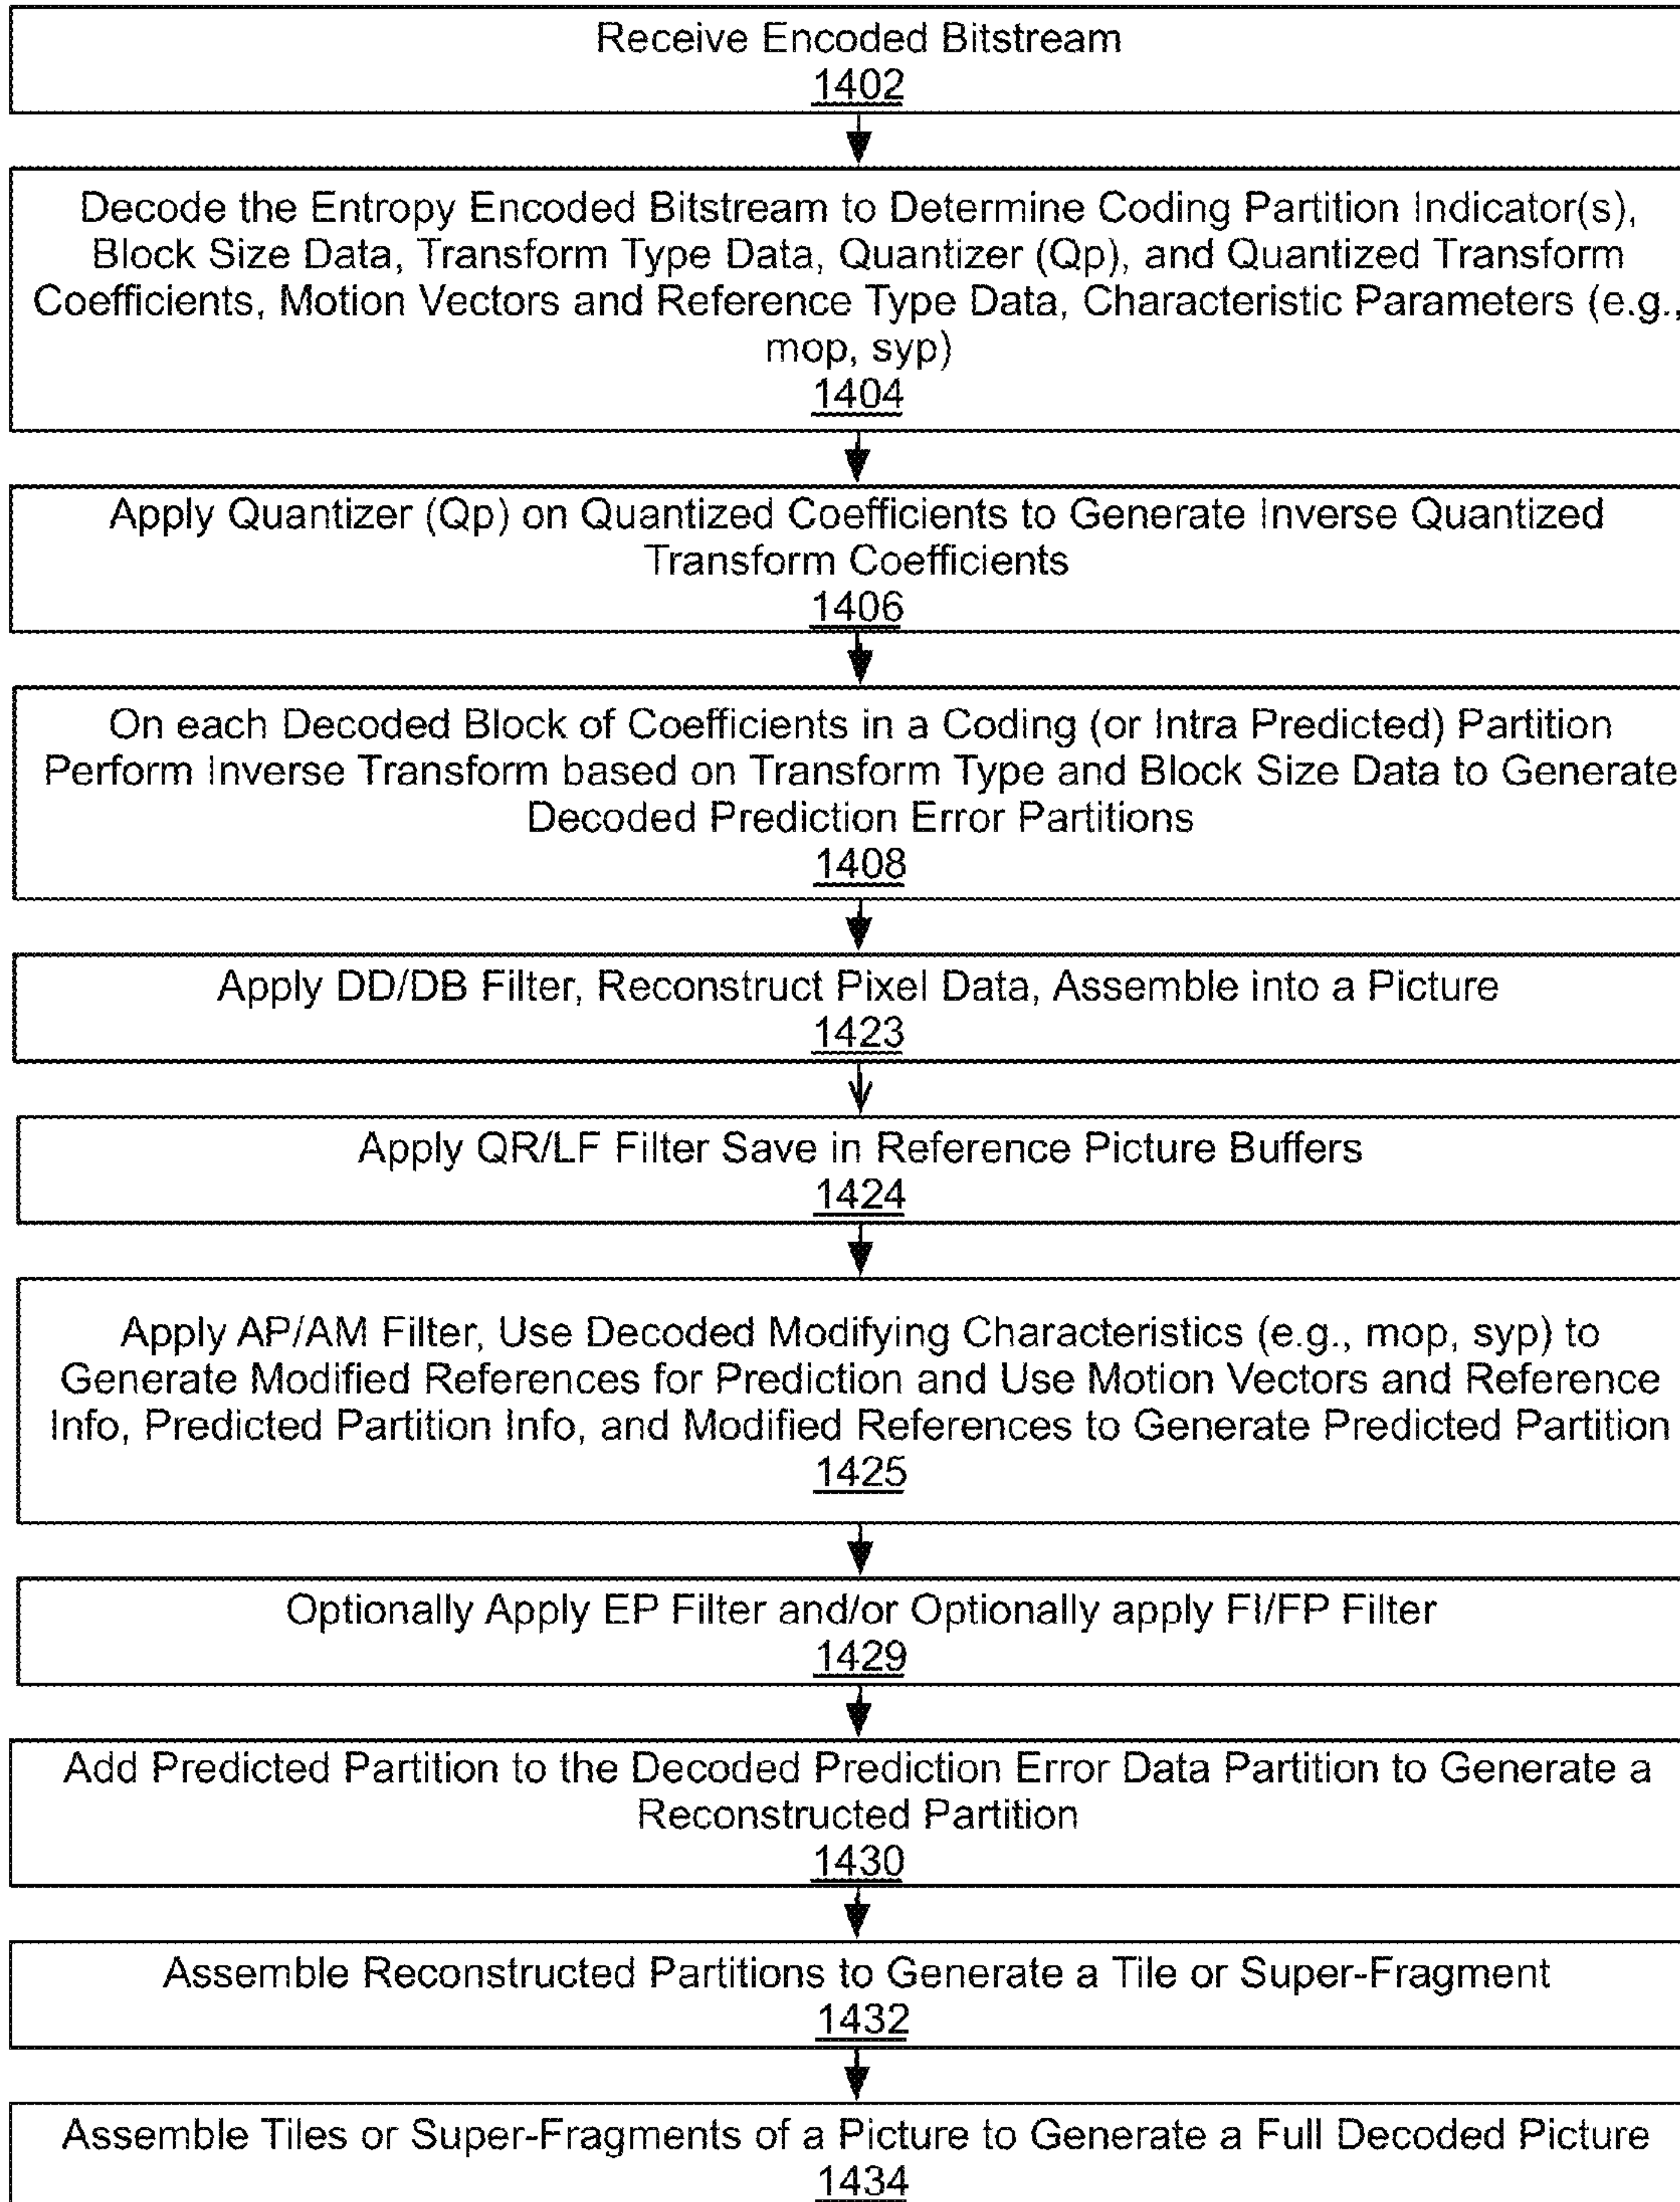 Receive Encoded Bitstream
1402
Decode the Entropy Encoded Bitstream to Determine Coding Partition Indicator(s),
Block Size Data, Transform Type Data, Quantizer (Qp), and Quantized Transform
Coefficients, Motion Vectors and Reference Type Data, Characteristic Parameters (e.g.,
mop, syp)
1404
Apply Quantizer (Qp) on Quantized Coefficients to Generate Inverse Quantized
Transform Coefficients
1406
On each Decoded Block of Coefficients in a Coding (or Intra Predicted) Partition
Perform Inverse Transform based on Transform Type and Block Size Data to Generate
Decoded Prediction Error Partitions
1408
Apply DD/DB Filter, Reconstruct Pixel Data, Assemble into a Picture
1423
Apply QR/LF Filter Save in Reference Picture Buffers
1424
Apply AP/AM Filter, Use Decoded Modifying Characteristics (e.g., mop, syp) to
Generate Modified References for Prediction and Use Motion Vectors and Reference
Info, Predicted Partition Info, and Modified References to Generate Predicted Partition
1425
Optionally Apply EP Filter and/or Optionally apply FI/FP Filter
1429
Add Predicted Partition to the Decoded Prediction Error Data Partition to Generate a
Reconstructed Partition
1430
Assemble Reconstructed Partitions to Generate a Tile or Super-Fragment
1432
Assemble Tiles or Super-Fragments of a Picture to Generate a Full Decoded Picture
1434